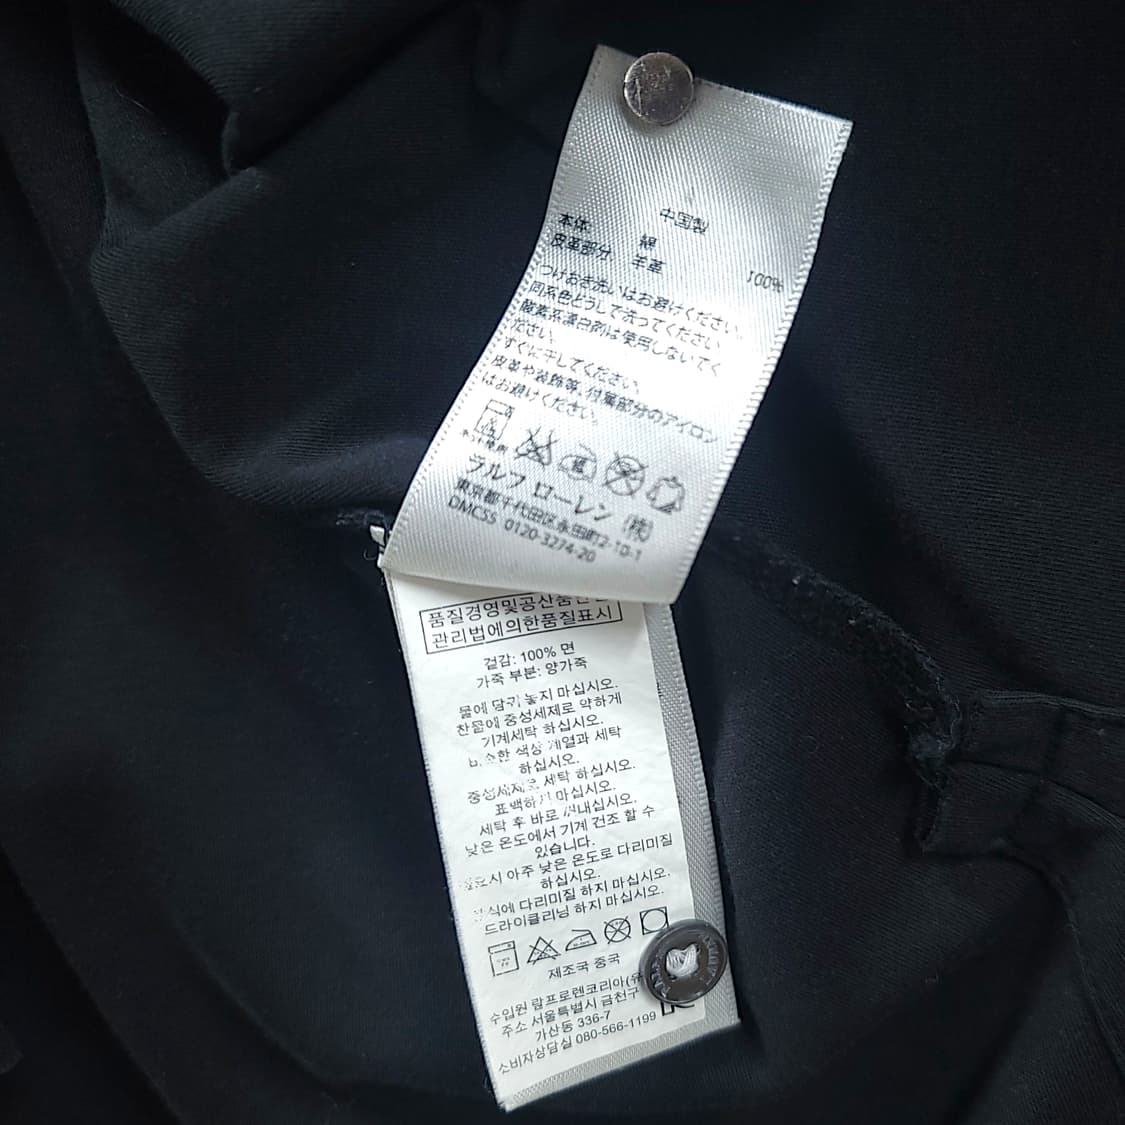 中国製
本体 綿 100%
皮革部分 羊革
つけおき洗いはお避けください
同系色どうしで洗ってください
酸素系漂白剤は使用しないでく
ださい。
すぐに干してください。
皮革や装飾等、付属部分のアイロン
はお避けください。
ネット使用
ラルフ ローレン (株)
東京都千代田区永田町2-10-1
DMCSS 0120-3274-20
품질경영및공산품안전
관리법에의한품질표시
겉감: 100% 면
가죽 부분: 양가죽
물에 담궈 놓지 마십시오.
찬물에 중성세제로 약하게
기계세탁 하십시오.
비슷한 색상 계열과 세탁
하십시오.
중성세제로 세탁 하십시오.
표백하지 마십시오.
세탁 후 바로 꺼내십시오.
낮은 온도에서 기계 건조 할 수
있습니다.
필요시 아주 낮은 온도로 다리미질
하십시오.
장식에 다리미질 하지 마십시오.
드라이클리닝 하지 마십시오.
제조국 중국
수입원 랄프로렌코리아(유
주소 서울특별시 금천구
가산동 336-7
소비자상담실 080-566-1199